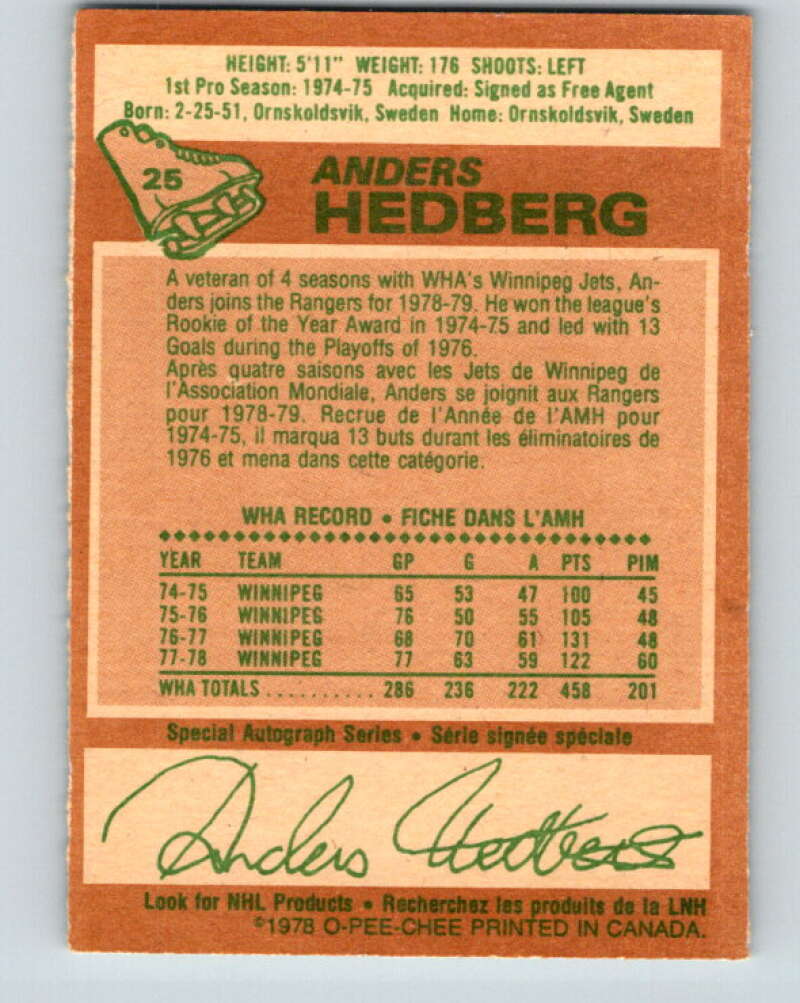 HEIGHT: 5'11" WEIGHT: 176 SHOOTS: LEFT
1st Pro Season: 1974-75 Acquired: Signed as Free Agent
Born: 2-25-51, Ornskoldsvik, Sweden Home: Ornskoldsvik, Sweden
25
ANDERS
HEDBERG
A veteran of 4 seasons with WHA's Winnipeg Jets, An-
ders joins the Rangers for 1978-79. He won the league's
Rookie of the Year Award in 1974-75 and led with 13
Goals during the Playoffs of 1976.
Après quatre saisons avec les Jets de Winnipeg de
l'Association Mondiale, Anders se joignit aux Rangers
pour 1978-79. Recrue de l'Année de l'AMH pour
1974-75, il marqua 13 buts durant les éliminatoires de
1976 et mena dans cette catégorie.
WHA RECORD • FICHE DANS L'AMH
YEAR TEAM GP G A PTS PIM
74-75 WINNIPEG 65 53 47 100 45
75-76 WINNIPEG 76 50 55 105 48
76-77 WINNIPEG 68 70 61 131 48
77-78 WINNIPEG 77 63 59 122 60
WHA TOTALS .......... 286 236 222 458 201
Special Autograph Series • Série signée spéciale
Anders Hedberg
Look for NHL Products • Recherchez les produits de la LNH
©1978 O-PEE-CHEE PRINTED IN CANADA.